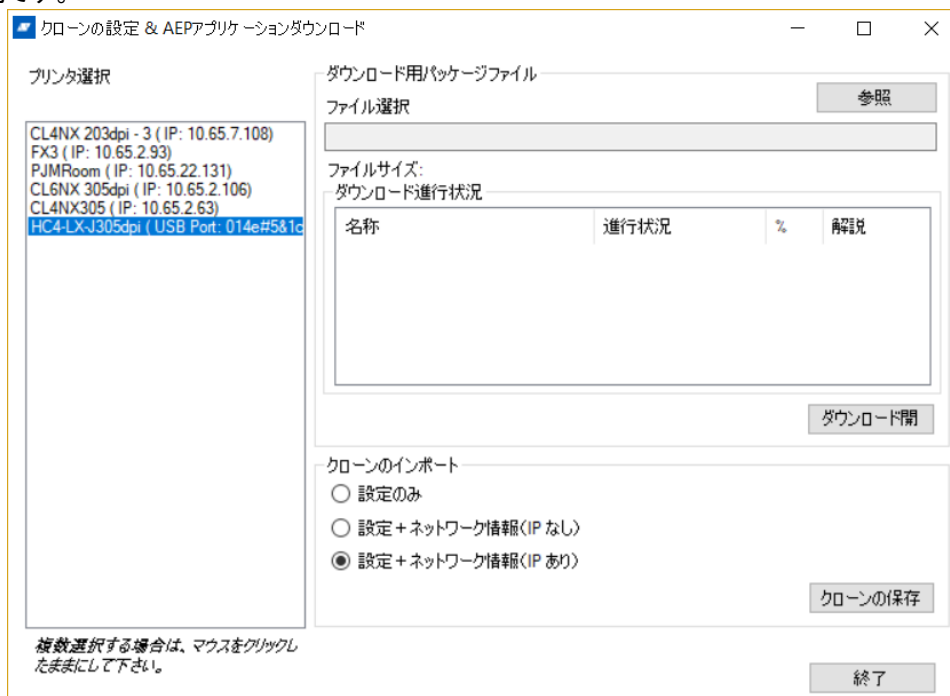 です。
クローンの設定 & AEPアプリケーションダウンロード
プリンタ選択
CL4NX 203dpi - 3 ( IP: 10.65.7.108)
FX3 ( IP: 10.65.2.93)
PJMRoom ( IP: 10.65.22.131)
CL6NX 305dpi ( IP: 10.65.2.106)
CL4NX305 ( IP: 10.65.2.63)
HC4-LX-J305dpi ( USB Port: 014e#5&1c
複数選択する場合は、マウスをクリックし
たままにして下さい。
ダウンロード用パッケージファイル
ファイル選択
参照
ファイルサイズ:
ダウンロード進行状況
名称 進行状況 % 解説
ダウンロード開
クローンのインポート
設定のみ
設定+ネットワーク情報(IP なし)
設定+ネットワーク情報(IP あり)
クローンの保存
終了